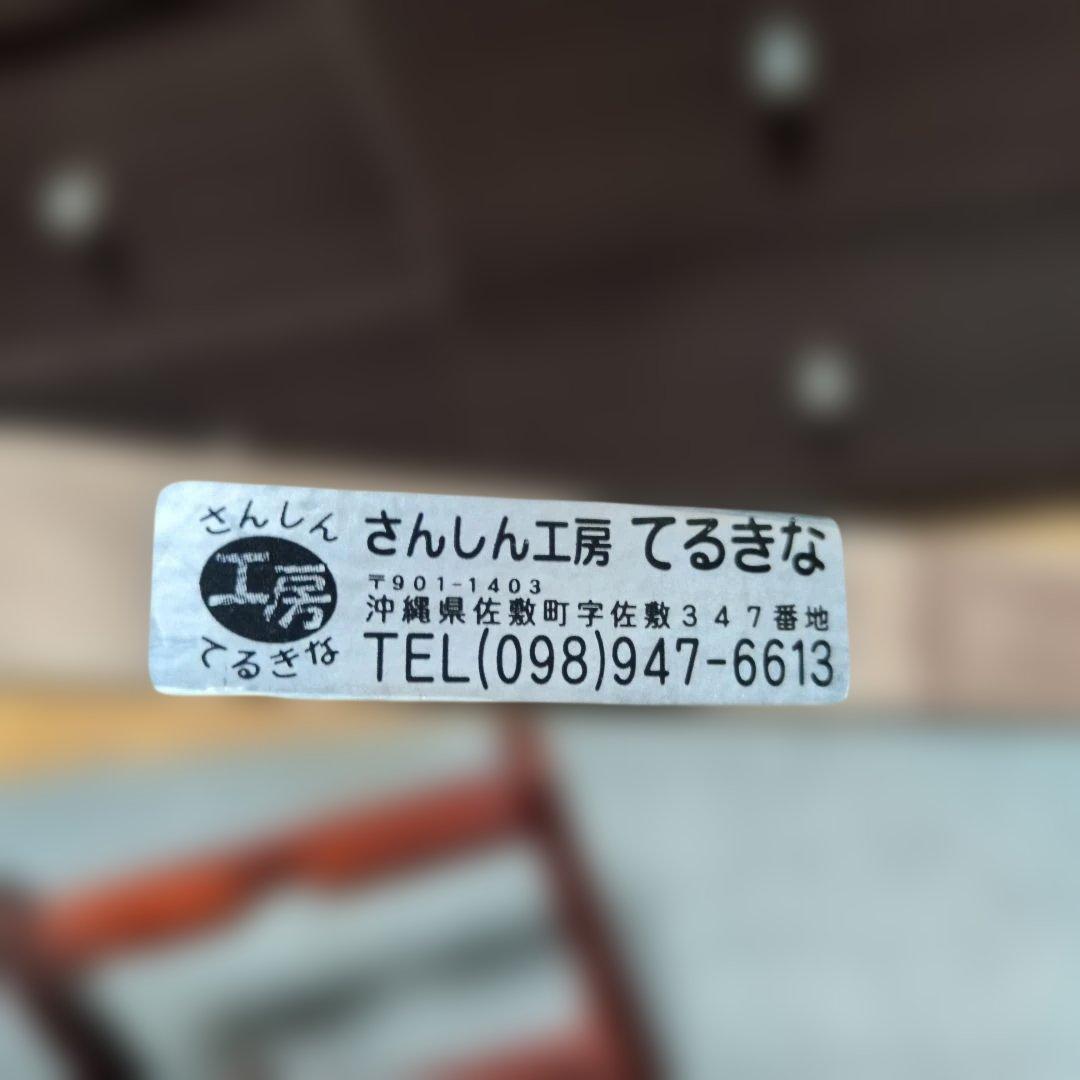 さんしん
工房
てるきな
さんしん工房 てるきな
〒901-1403
沖縄県佐敷町字佐敷347番地
TEL(098)947-6613